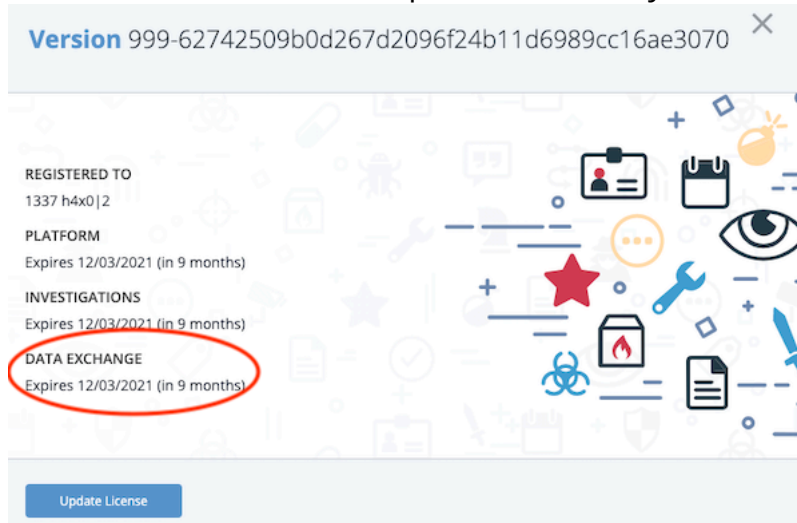 Version 999-62742509b0d267d2096f24b11d6989cc16ae3070
REGISTERED TO
1337 h4x0|2
PLATFORM
Expires 12/03/2021 (in 9 months)
INVESTIGATIONS
Expires 12/03/2021 (in 9 months)
DATA EXCHANGE
Expires 12/03/2021 (in 9 months)
Update License